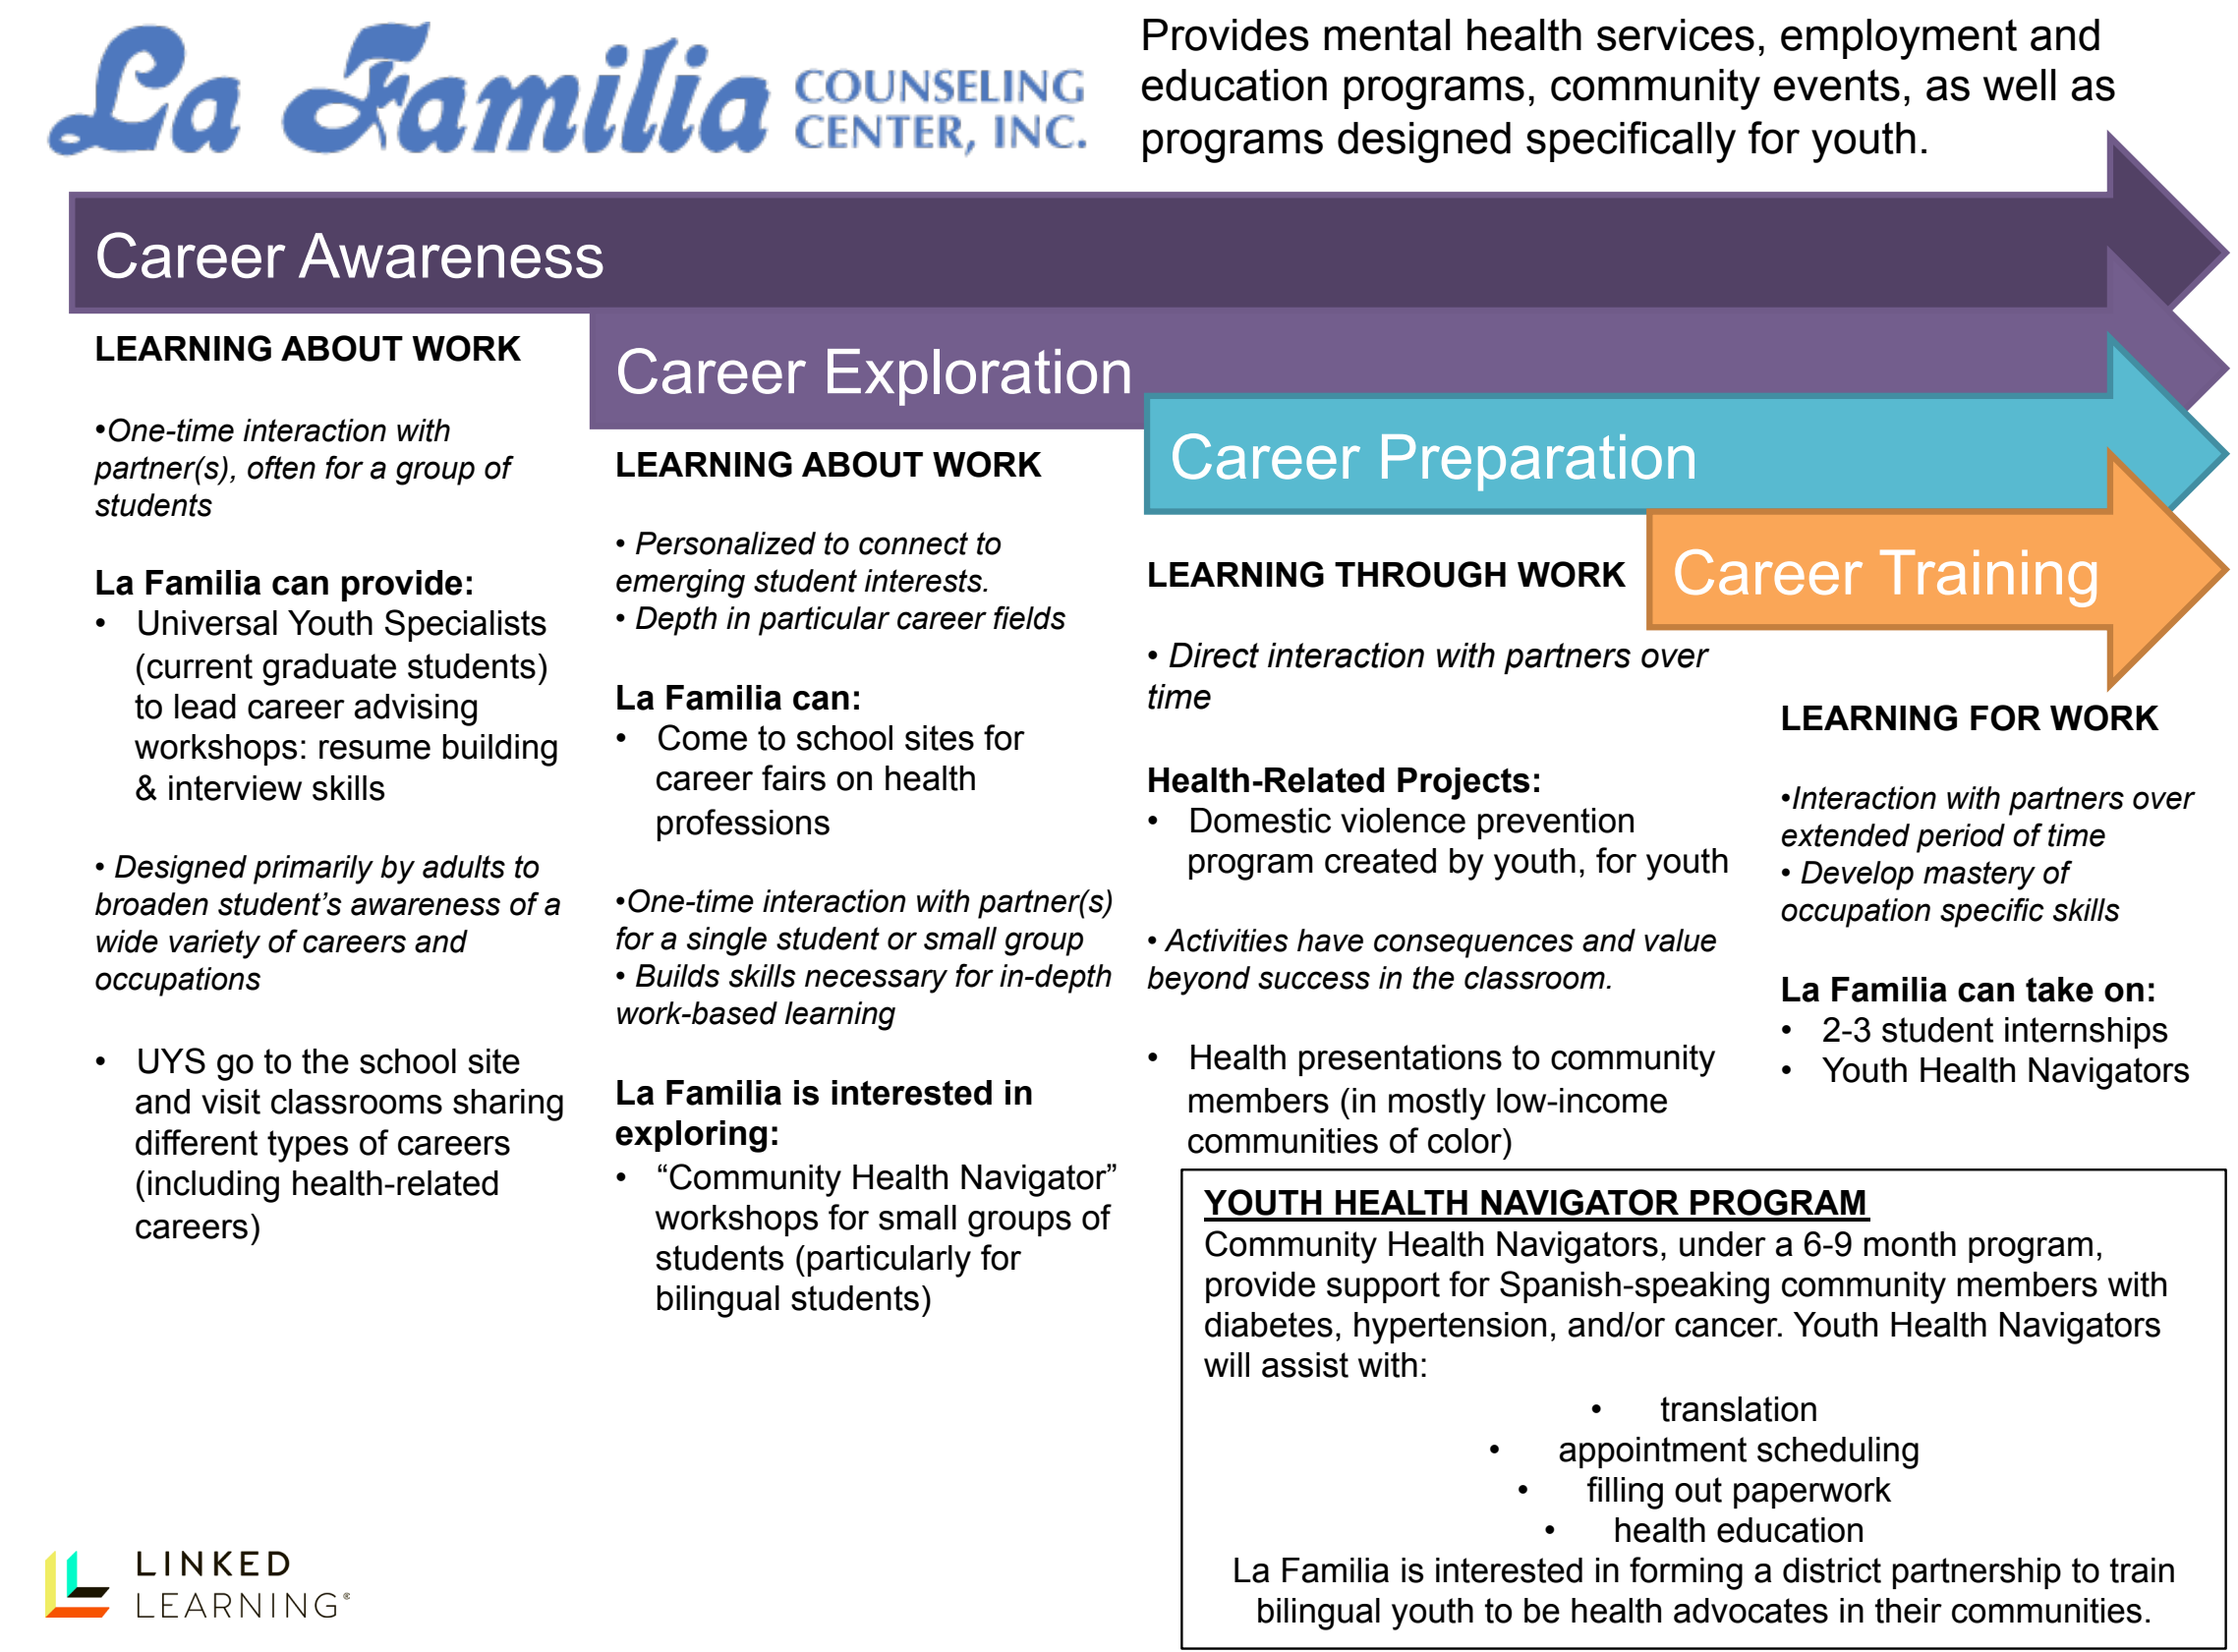 La Familia COUNSELING
CENTER, INC.
Provides mental health services, employment and
education programs, community events, as well as
programs designed specifically for youth.
Career Awareness
LEARNING ABOUT WORK
•One-time interaction with
partner(s), often for a group of
students
La Familia can provide:
• Universal Youth Specialists
(current graduate students)
to lead career advising
workshops: resume building
& interview skills
• Designed primarily by adults to
broaden student’s awareness of a
wide variety of careers and
occupations
• UYS go to the school site
and visit classrooms sharing
different types of careers
(including health-related
careers)
Career Exploration
LEARNING ABOUT WORK
• Personalized to connect to
emerging student interests.
• Depth in particular career fields
La Familia can:
• Come to school sites for
career fairs on health
professions
•One-time interaction with partner(s)
for a single student or small group
• Builds skills necessary for in-depth
work-based learning
La Familia is interested in
exploring:
• “Community Health Navigator”
workshops for small groups of
students (particularly for
bilingual students)
Career Preparation
LEARNING THROUGH WORK
• Direct interaction with partners over
time
Health-Related Projects:
• Domestic violence prevention
program created by youth, for youth
• Activities have consequences and value
beyond success in the classroom.
• Health presentations to community
members (in mostly low-income
communities of color)
Career Training
LEARNING FOR WORK
•Interaction with partners over
extended period of time
• Develop mastery of
occupation specific skills
La Familia can take on:
• 2-3 student internships
• Youth Health Navigators
YOUTH HEALTH NAVIGATOR PROGRAM
Community Health Navigators, under a 6-9 month program,
provide support for Spanish-speaking community members with
diabetes, hypertension, and/or cancer. Youth Health Navigators
will assist with:
• translation
• appointment scheduling
• filling out paperwork
• health education
La Familia is interested in forming a district partnership to train
bilingual youth to be health advocates in their communities.
LINKED
LEARNING®